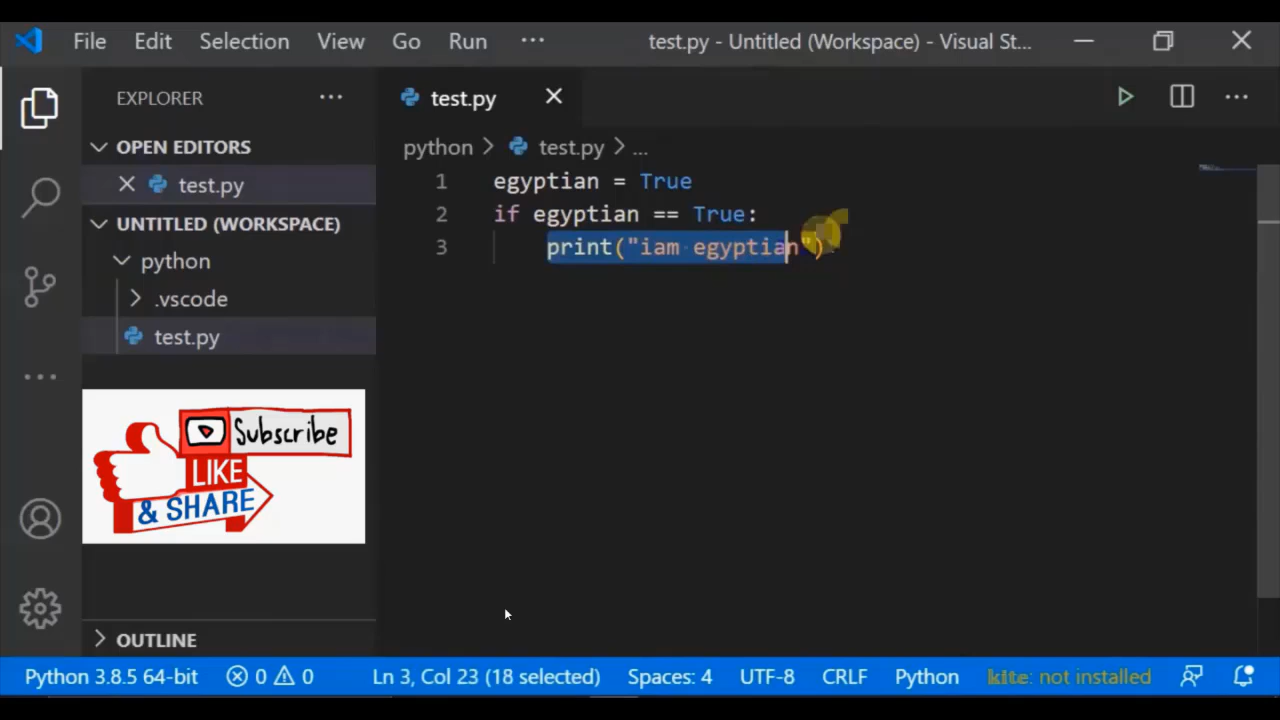 File Edit Selection View Go Run ... test.py - Untitled (Workspace) - Visual St...
EXPLORER ...
test.py
OPEN EDITORS
test.py
UNTITLED (WORKSPACE)
python
.vscode
test.py
Subscribe
LIKE
& SHARE
OUTLINE
python > test.py > ...
1 egyptian = True
2 if egyptian == True:
3 print("iam egyptian")
Python 3.8.5 64-bit 0 0 Ln 3, Col 23 (18 selected) Spaces: 4 UTF-8 CRLF Python kite: not installed